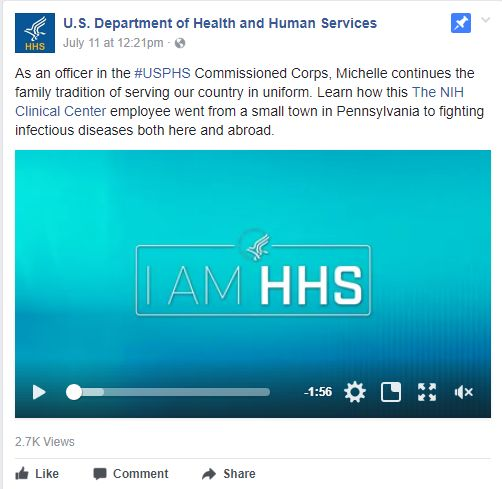 U.S. Department of Health and Human Services
HHS
July 11 at 12:21pm ·
As an officer in the #USPHS Commissioned Corps, Michelle continues the
family tradition of serving our country in uniform. Learn how this The NIH
Clinical Center employee went from a small town in Pennsylvania to fighting
infectious diseases both here and abroad.
I AM HHS
-1:56
2.7K Views
Like Comment Share